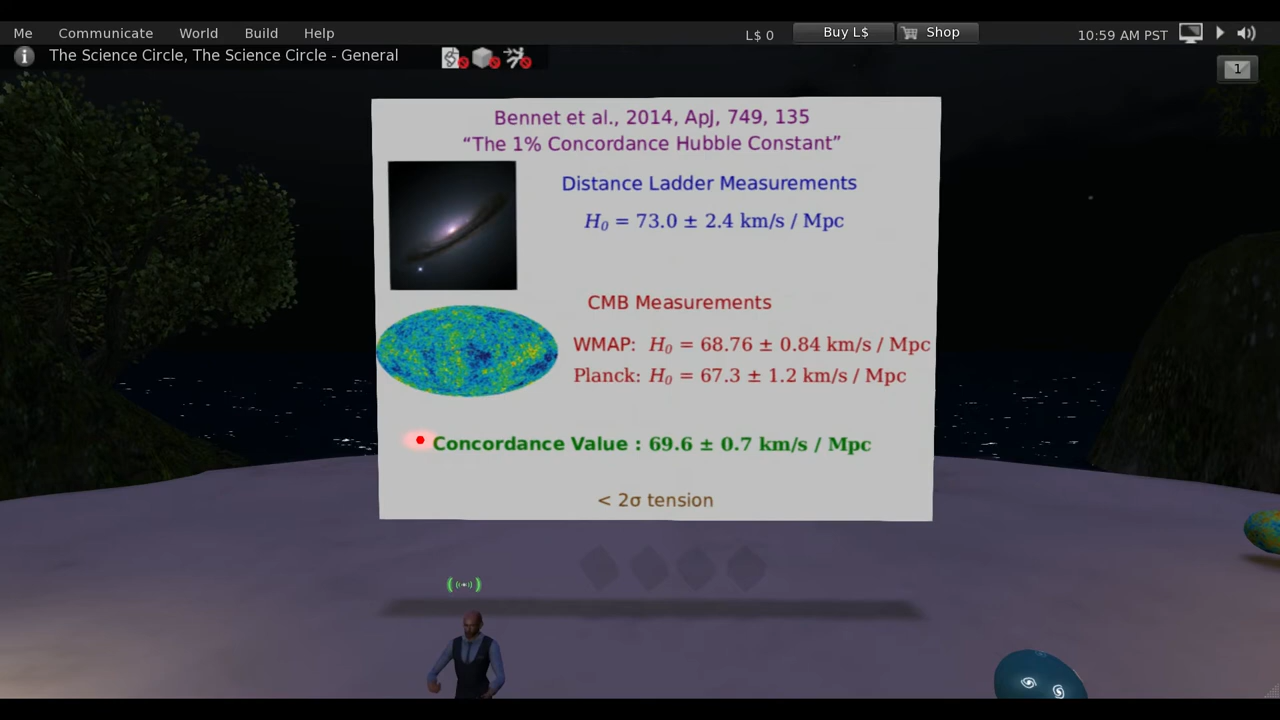 Me Communicate World Build Help L$ 0 Buy L$ Shop 10:59 AM PST
The Science Circle, The Science Circle - General
1
Bennet et al., 2014, ApJ, 749, 135
“The 1% Concordance Hubble Constant”
Distance Ladder Measurements
H₀ = 73.0 ± 2.4 km/s / Mpc
CMB Measurements
WMAP: H₀ = 68.76 ± 0.84 km/s / Mpc
Planck: H₀ = 67.3 ± 1.2 km/s / Mpc
Concordance Value : 69.6 ± 0.7 km/s / Mpc
< 2σ tension